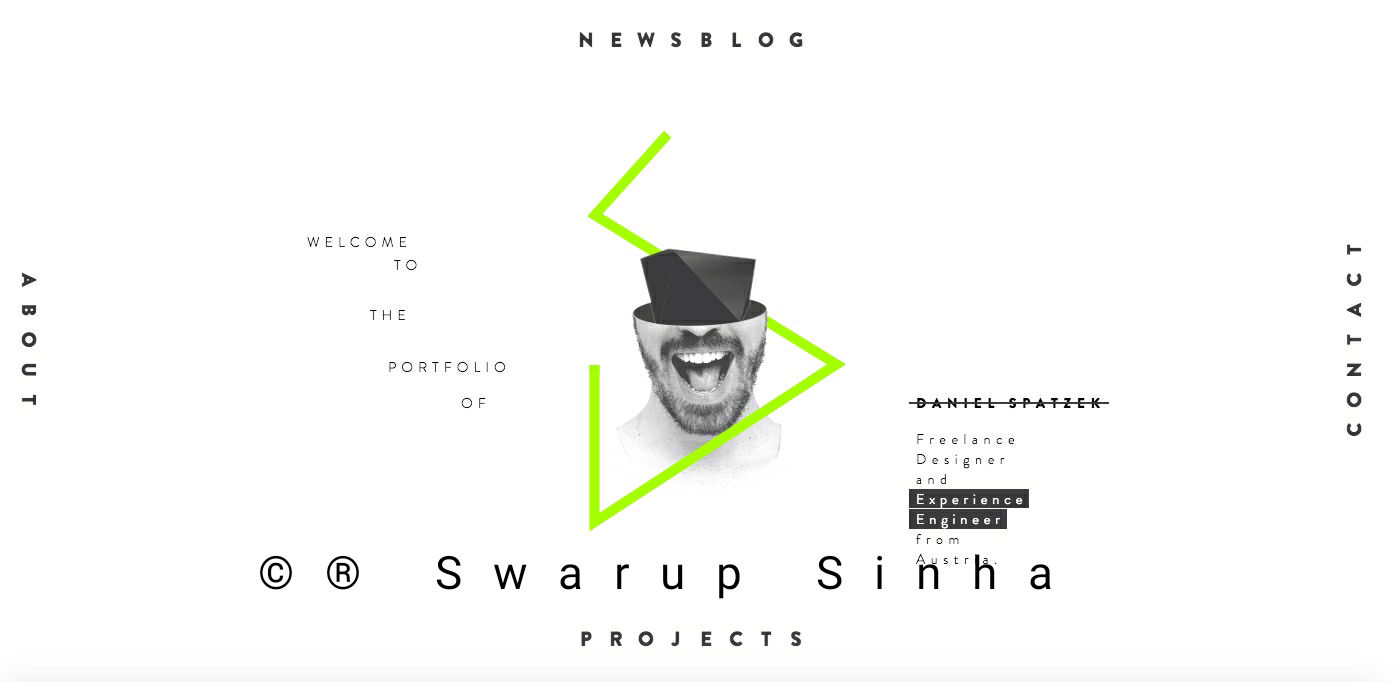 NEWSBLOG
WELCOME
TO
THE
PORTFOLIO
OF
ABOUT
CONTACT
DANIEL SPATZEK
Freelance
Designer
and
Experience
Engineer
from
Austria.
©® Swarup Sinha
PROJECTS